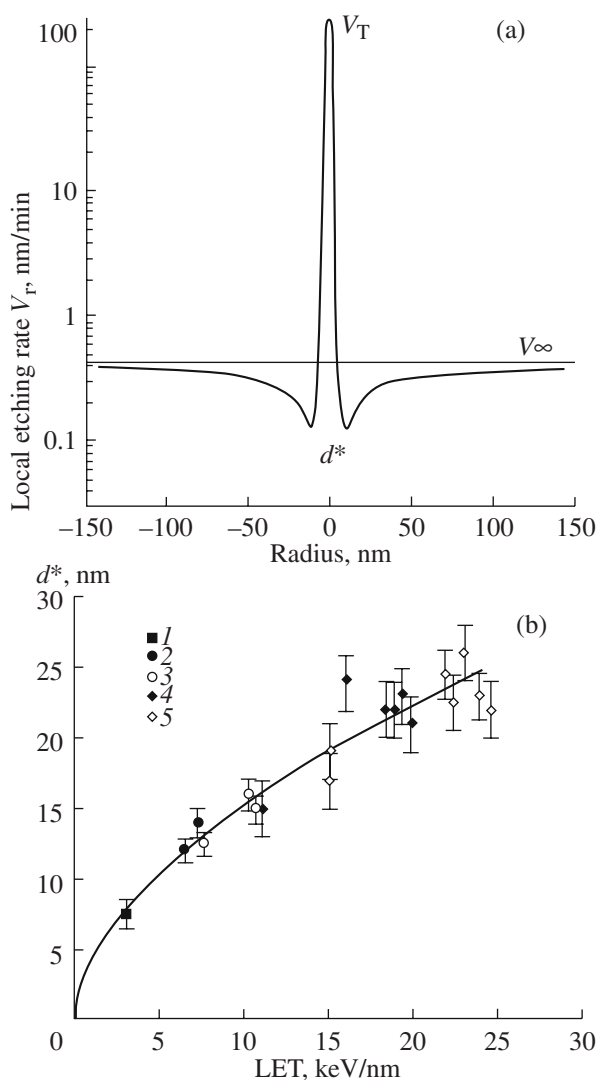 (a)
V_T
100
10
1
0.1
V∞
d*
Local etching rate V_r, nm/min
–150 –100 –50 0 50 100 150
Radius, nm
d*, nm
(b)
30
25
20
15
10
5
0
1
2
3
4
5
5 10 15 20 25 30
LET, keV/nm